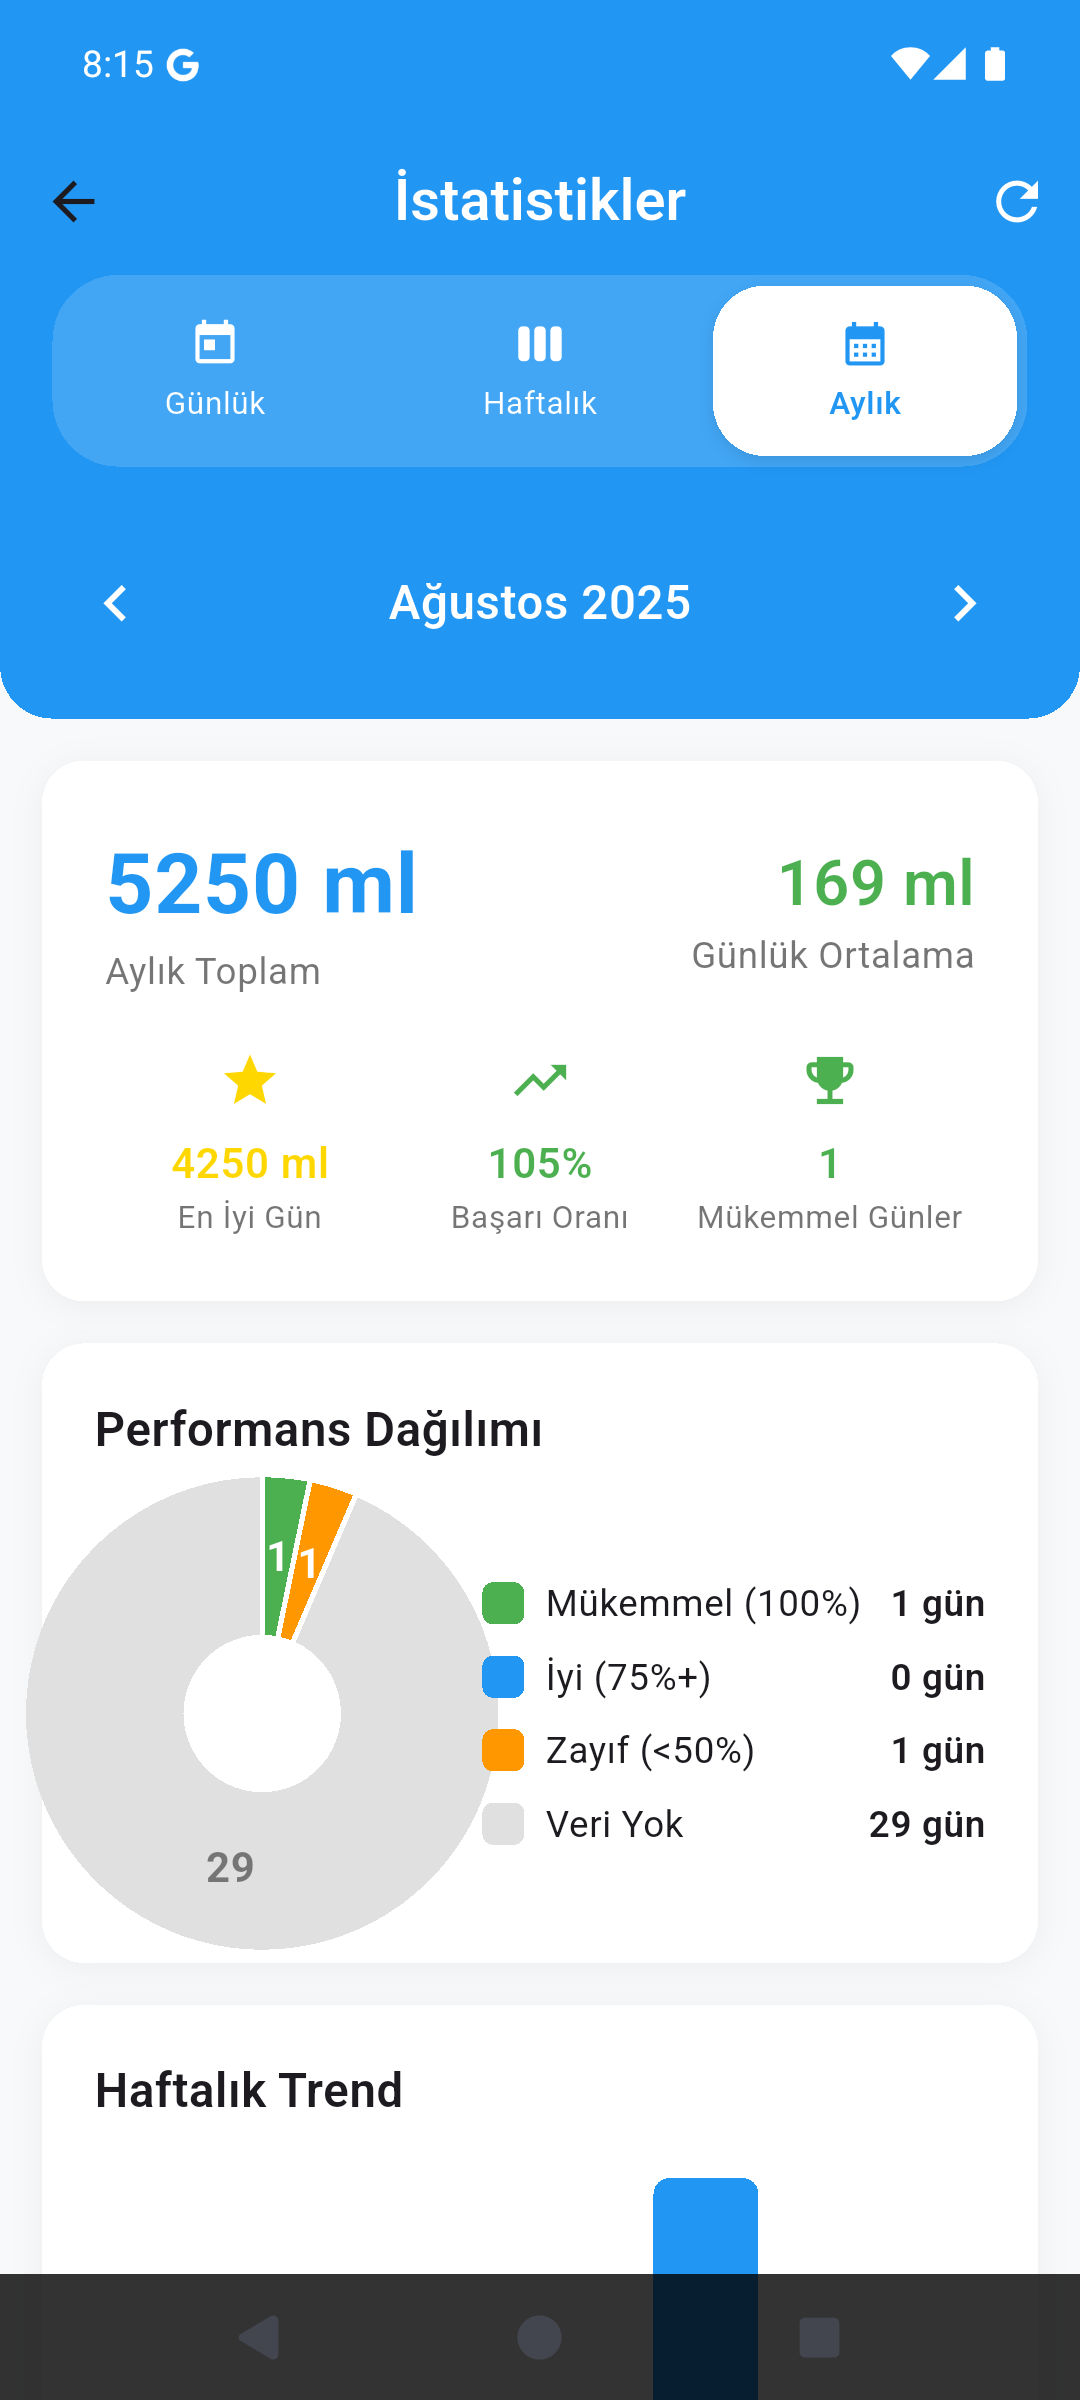 8:15
İstatistikler
Günlük
Haftalık
Aylık
Ağustos 2025
5250 ml
169 ml
Aylık Toplam
Günlük Ortalama
4250 ml
105%
1
En İyi Gün
Başarı Oranı
Mükemmel Günler
Performans Dağılımı
1
1
29
Mükemmel (100%) 1 gün
İyi (75%+) 0 gün
Zayıf (<50%) 1 gün
Veri Yok 29 gün
Haftalık Trend